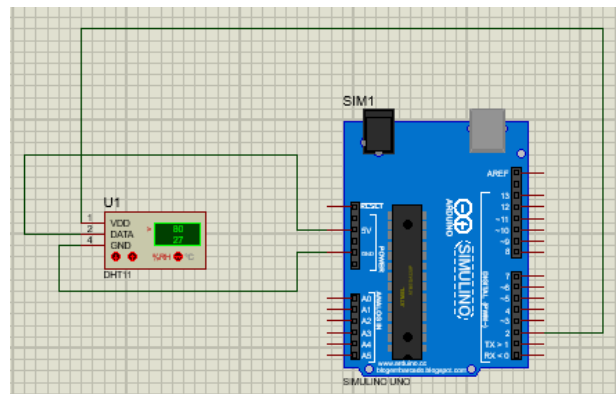 SIM1
U1
1 VDD
2 DATA
4 GND
>
80
27
%RH °C
DHT11
RESET
5V
GND
POWER
ANALOG IN
A0
A1
A2
A3
A4
A5
ARDUINO
SIMULINO
AREF
13
12
~11
~10
~9
8
DIGITAL (PWM~)
7
~6
~5
4
~3
2
TX > 1
RX < 0
www.arduino.cc
blogembarcado.blogspot.com
SIMULINO UNO